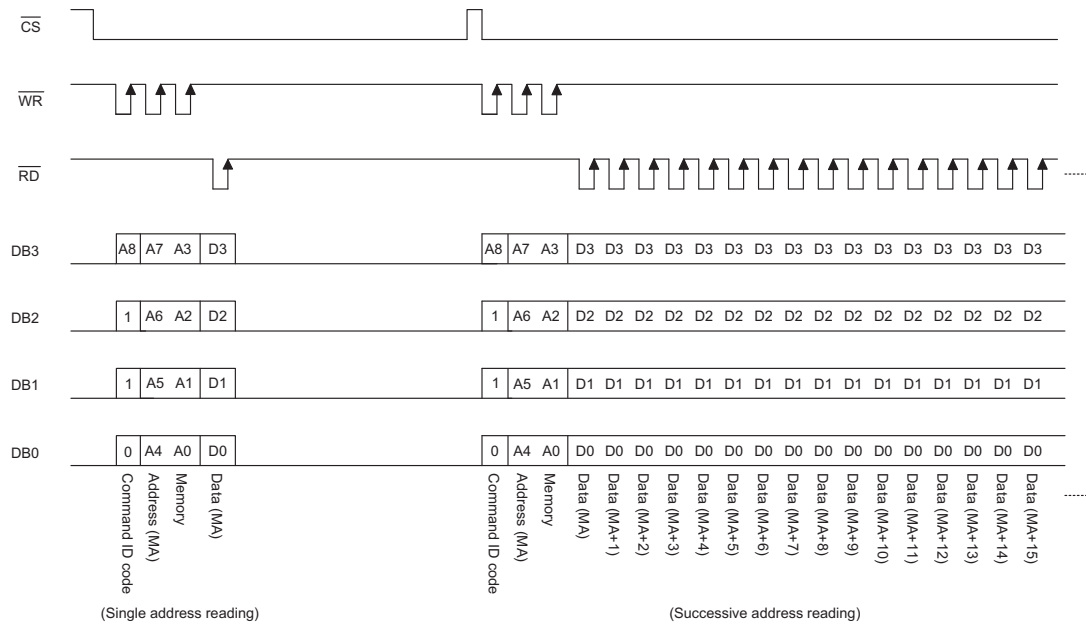 CS
WR
RD
DB3 A8 A7 A3 D3 A8 A7 A3 D3 D3 D3 D3 D3 D3 D3 D3 D3 D3 D3 D3 D3 D3 D3 D3
DB2 1 A6 A2 D2 1 A6 A2 D2 D2 D2 D2 D2 D2 D2 D2 D2 D2 D2 D2 D2 D2 D2 D2
DB1 1 A5 A1 D1 1 A5 A1 D1 D1 D1 D1 D1 D1 D1 D1 D1 D1 D1 D1 D1 D1 D1 D1
DB0 0 A4 A0 D0 0 A4 A0 D0 D0 D0 D0 D0 D0 D0 D0 D0 D0 D0 D0 D0 D0 D0 D0
Command ID code
Address (MA)
Memory
Data (MA)
Command ID code
Address (MA)
Memory
Data (MA)
Data (MA+1)
Data (MA+2)
Data (MA+3)
Data (MA+4)
Data (MA+5)
Data (MA+6)
Data (MA+7)
Data (MA+8)
Data (MA+9)
Data (MA+10)
Data (MA+11)
Data (MA+12)
Data (MA+13)
Data (MA+14)
Data (MA+15)
(Single address reading)
(Successive address reading)